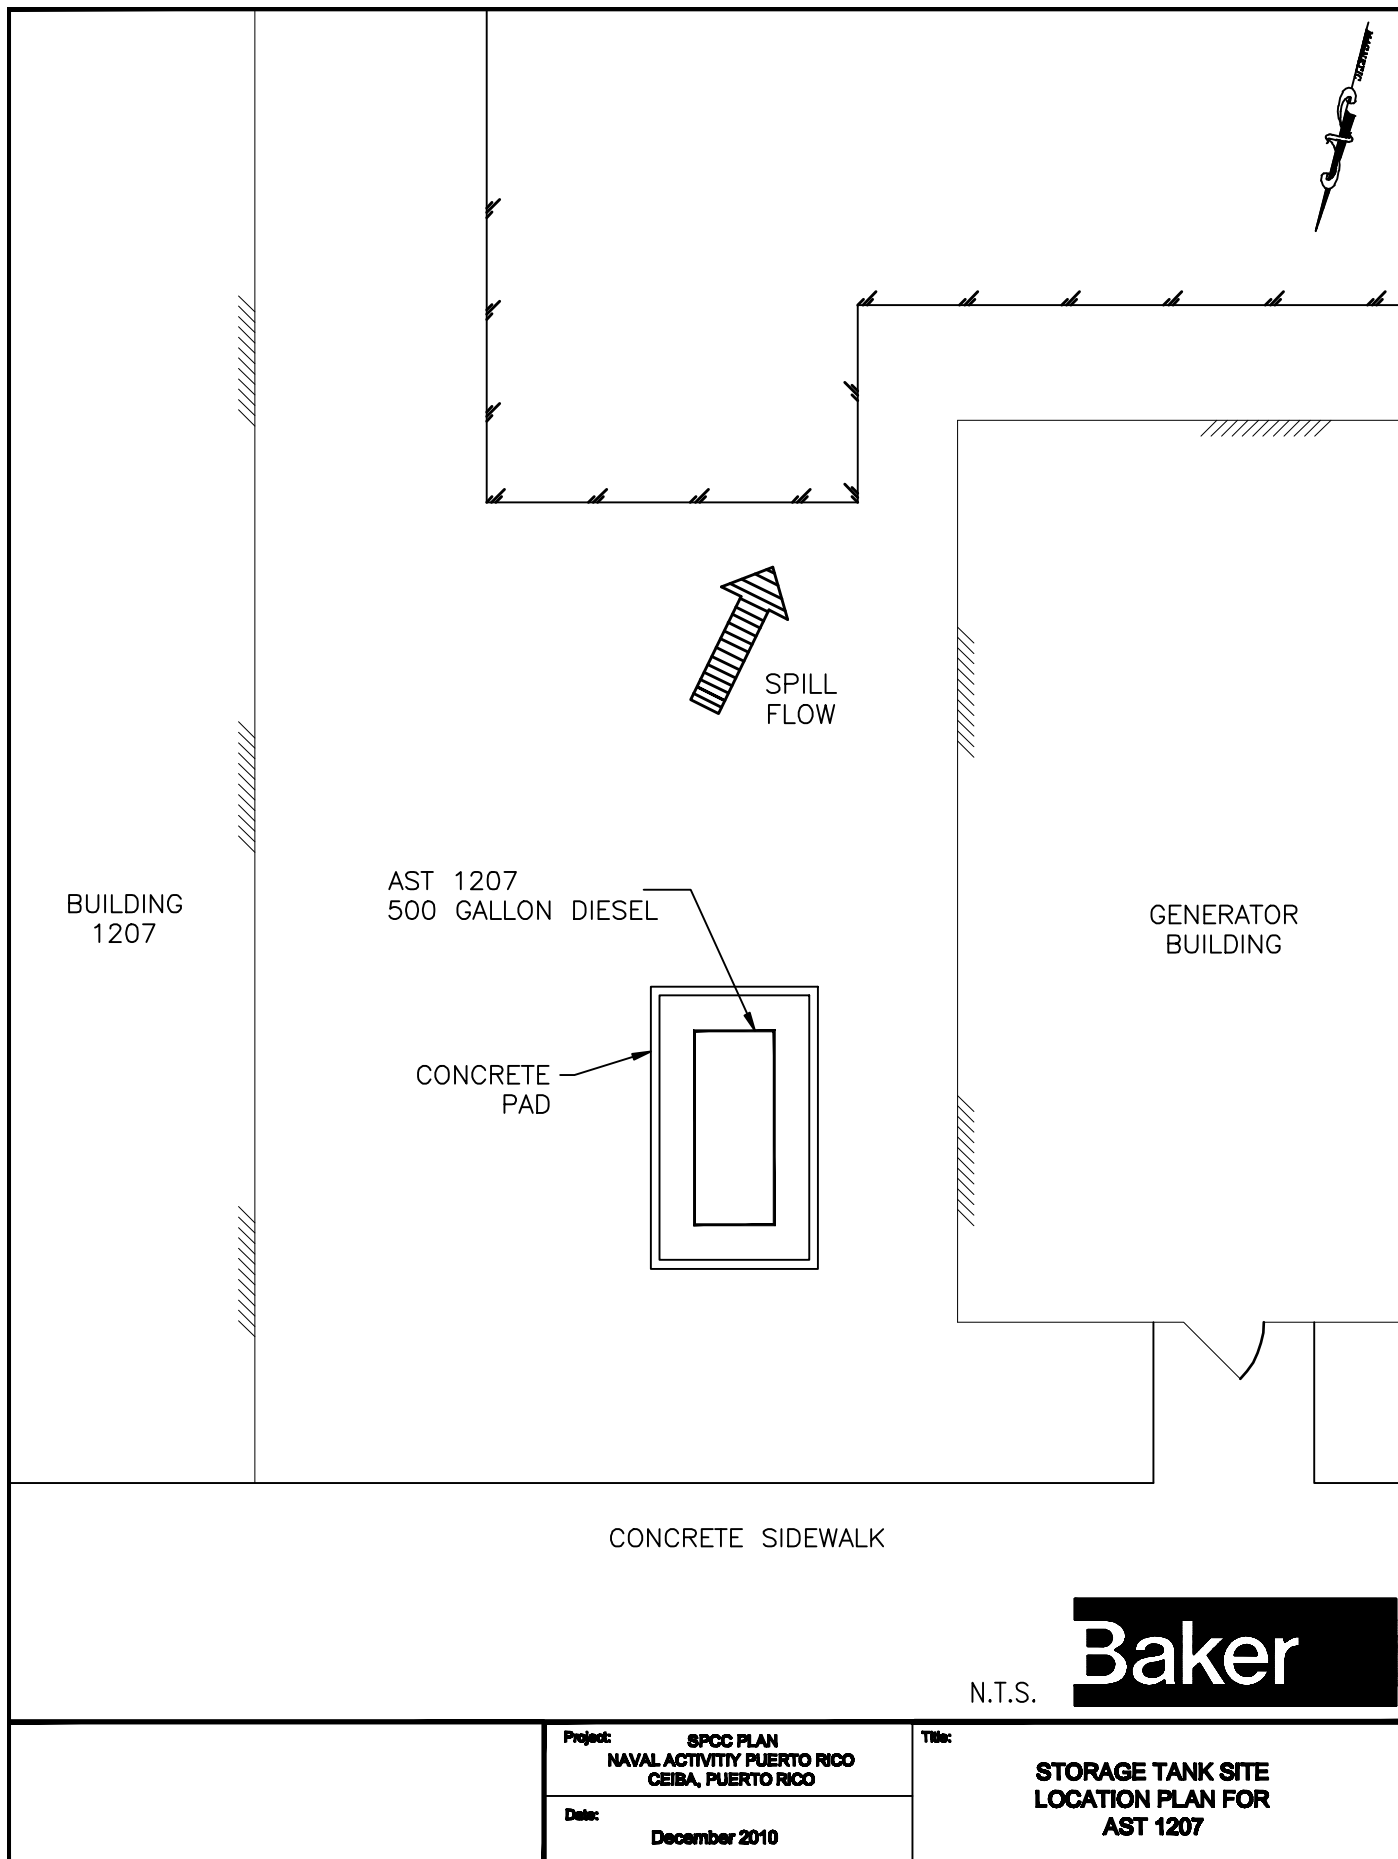 MAGNETIC
SPILL
FLOW
AST 1207
500 GALLON DIESEL
BUILDING
1207
GENERATOR
BUILDING
CONCRETE
PAD
CONCRETE SIDEWALK
N.T.S.
Baker
Project:
SPCC PLAN
NAVAL ACTIVITIY PUERTO RICO
CEIBA, PUERTO RICO
Date:
December 2010
Title:
STORAGE TANK SITE
LOCATION PLAN FOR
AST 1207